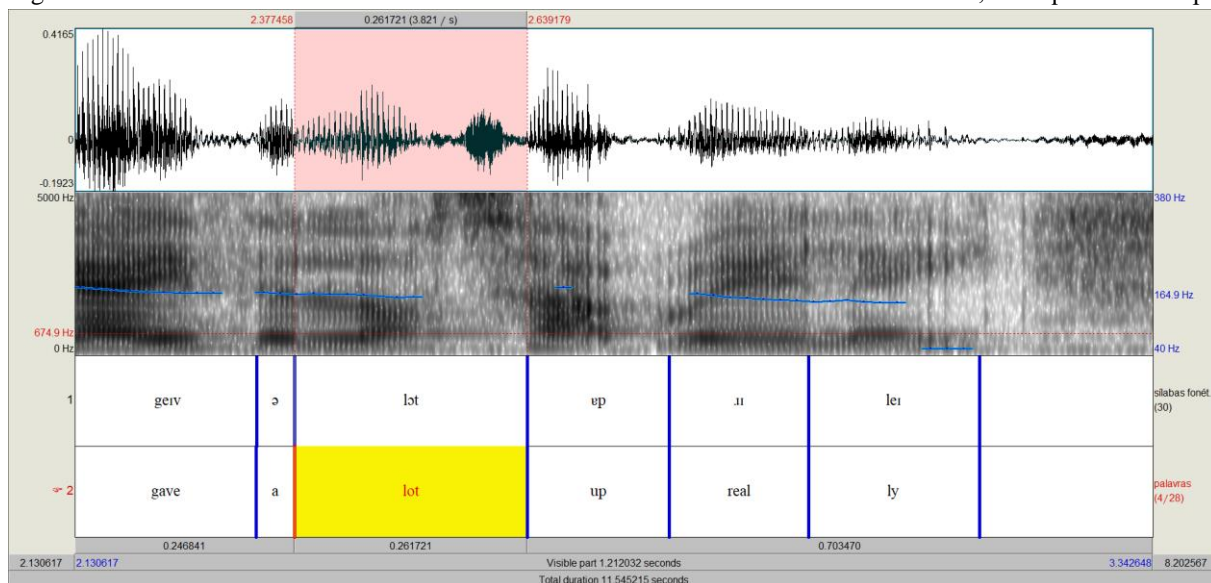 2.377458 0.261721 (3.821 / s) 2.639179
0.4165
0
-0.1923
5000 Hz 380 Hz
164.9 Hz
674.9 Hz
0 Hz 40 Hz
1 geɪv ə lɔt ɐp ɹɪ leɪ sílabas fonét.
(30)
2 gave a lot up real ly palavras
(4/28)
0.246841 0.261721 0.703470
2.130617 2.130617 Visible part 1.212032 seconds 3.342648 8.202567
Total duration 11.545215 seconds